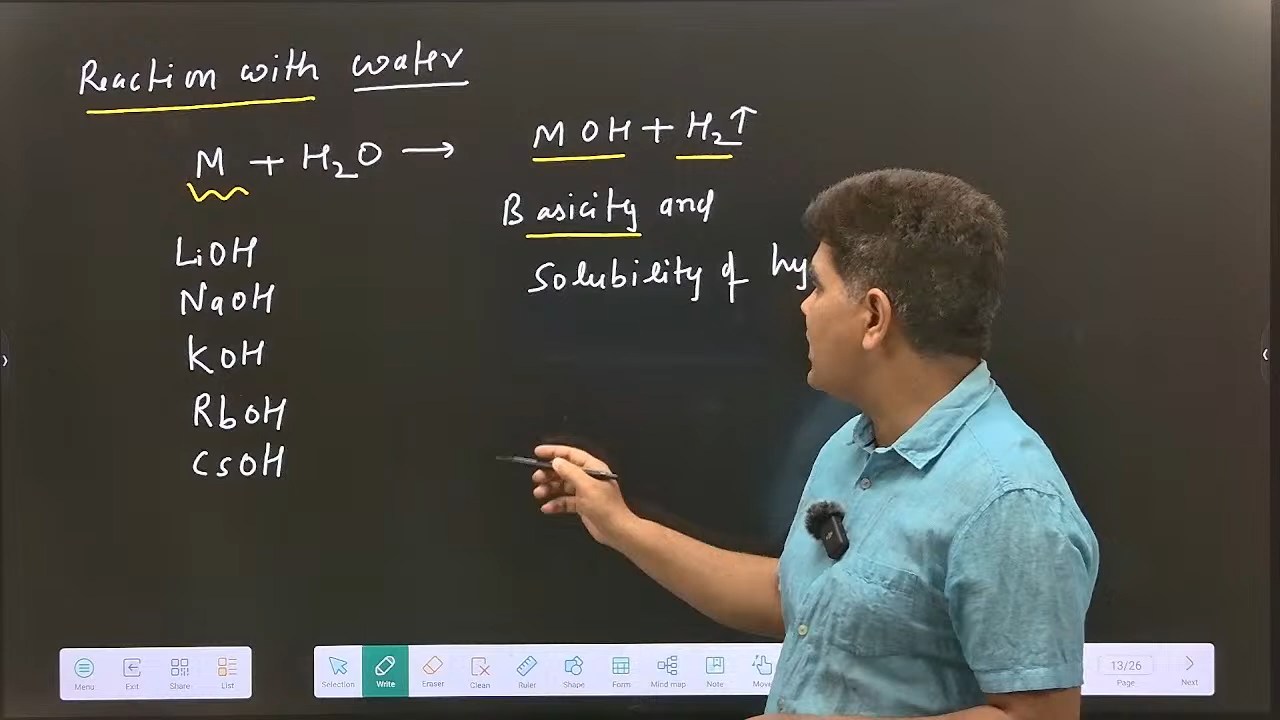 Reaction with water
M + H2O → MOH + H2↑
Basicity and
Solubility of
LiOH
NaOH
KOH
RbOH
CsOH
Menu
Exit
Share
List
Selection
Write
Eraser
Clean
Ruler
Shape
Form
Mind map
Note
13/26
Page
Next